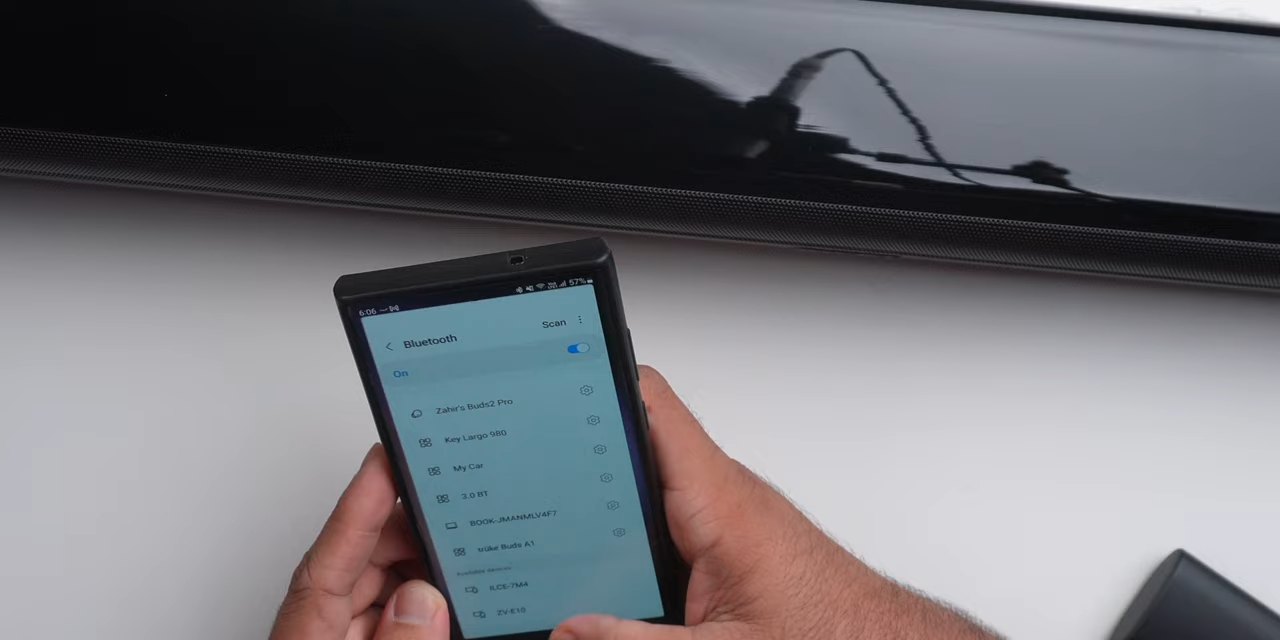 6:06
57%
Scan
Bluetooth
On
Zahir's Buds2 Pro
Key Largo 980
My Car
3.0 BT
BOOK-JMANMLV4F7
trüke Buds A1
Available devices
ILCE-7M4
ZV-E10